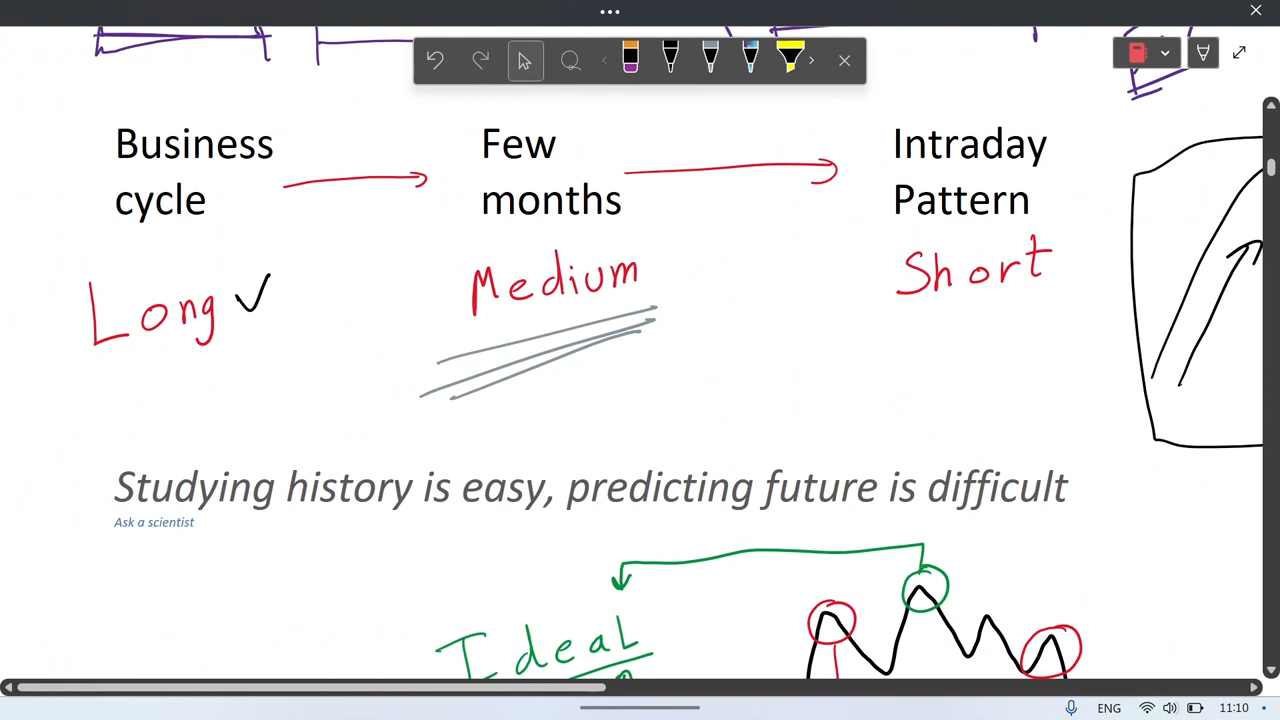 Business
cycle
Few
months
Intraday
Pattern
Long
Medium
Short
Studying history is easy, predicting future is difficult
Ask a scientist
Ideal
ENG
11:10